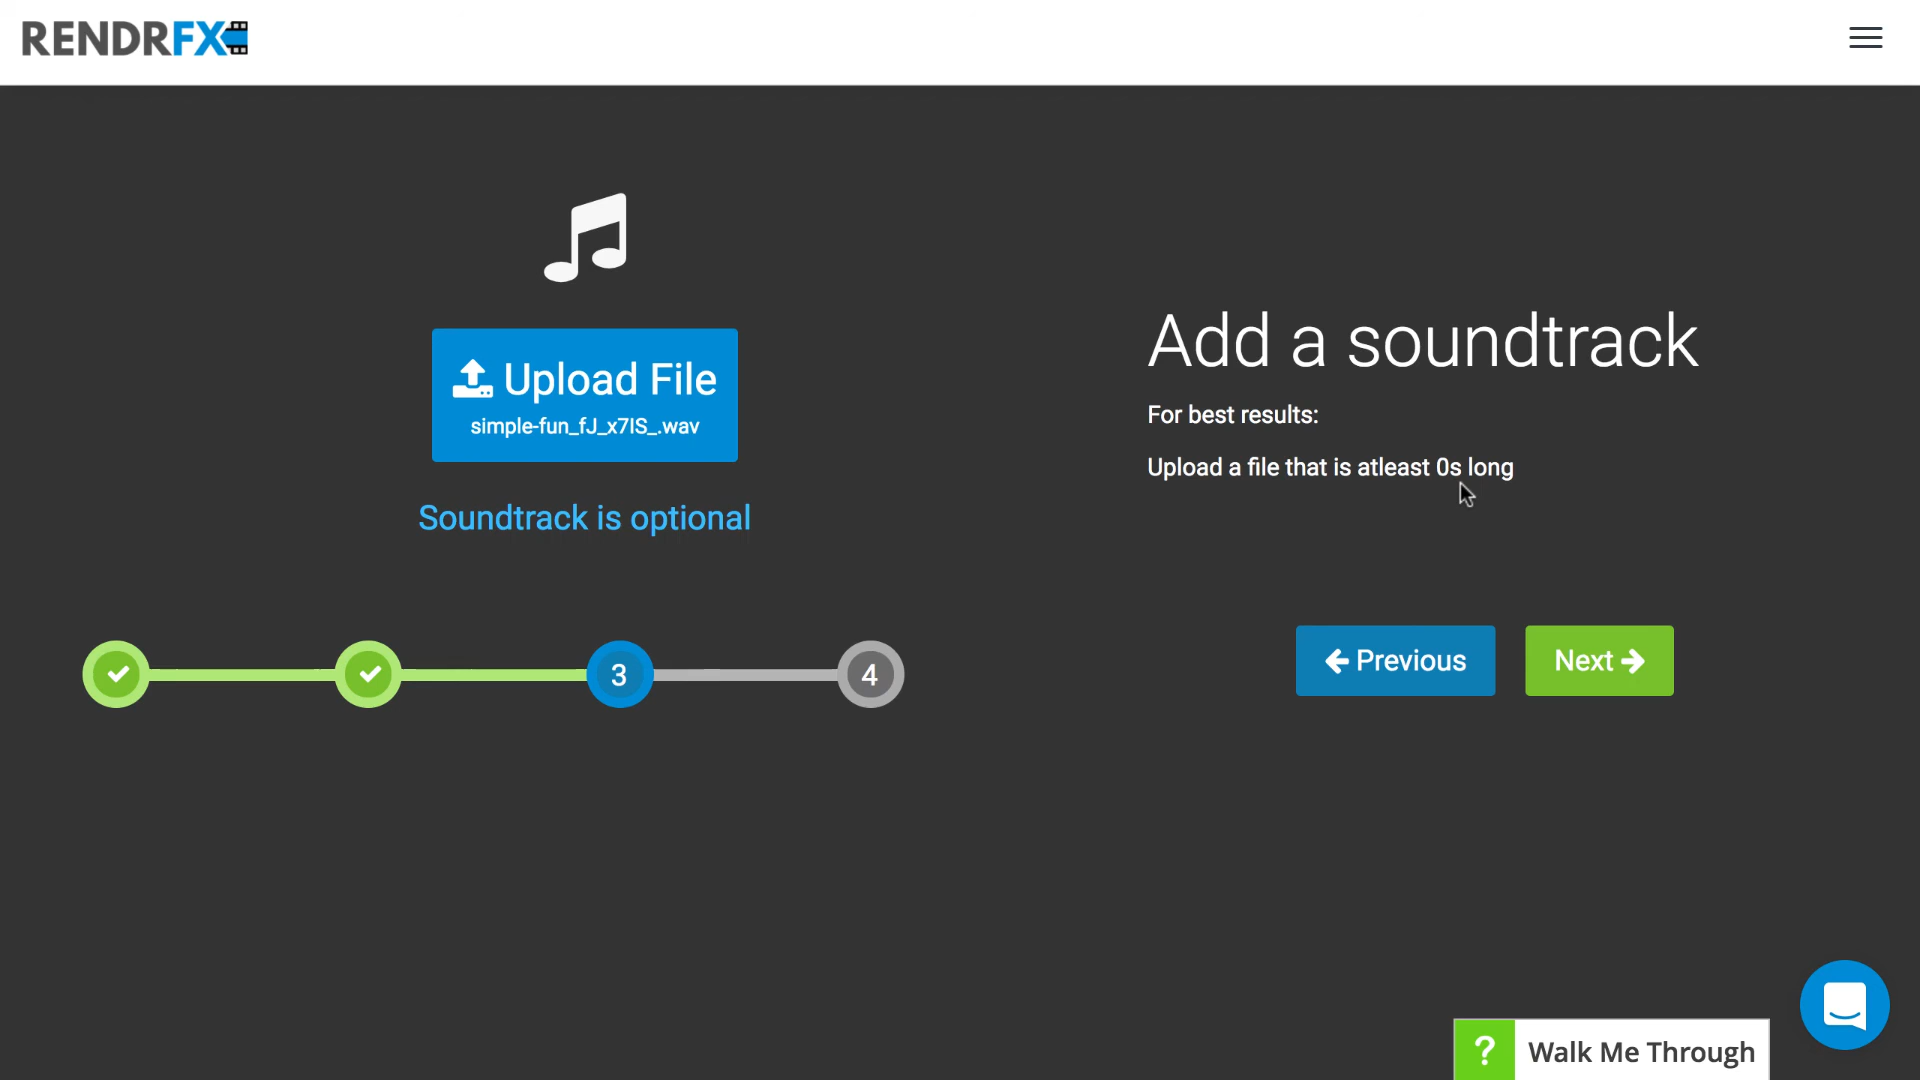 RENDRFX
Upload File
simple-fun_fJ_x7IS_.wav
Soundtrack is optional
3
4
Add a soundtrack
For best results:
Upload a file that is atleast 0s long
Previous
Next
? Walk Me Through